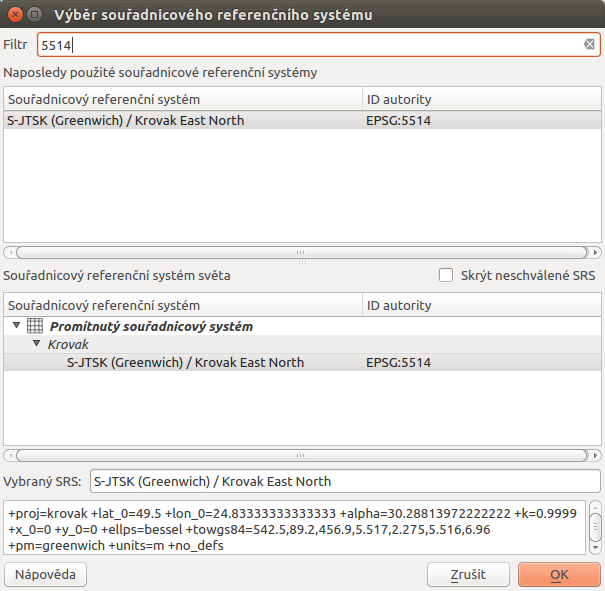 Výběr souřadnicového referenčního systému
Filtr 5514
Naposledy použité souřadnicové referenční systémy
Souřadnicový referenční systém ID autority
S-JTSK (Greenwich) / Krovak East North EPSG:5514
Souřadnicový referenční systém světa Skrýt neschválené SRS
Souřadnicový referenční systém ID autority
Promítnutý souřadnicový systém
Krovak
S-JTSK (Greenwich) / Krovak East North EPSG:5514
Vybraný SRS: S-JTSK (Greenwich) / Krovak East North
+proj=krovak +lat_0=49.5 +lon_0=24.83333333333333 +alpha=30.28813972222222 +k=0.9999
+x_0=0 +y_0=0 +ellps=bessel +towgs84=542.5,89.2,456.9,5.517,2.275,5.516,6.96
+pm=greenwich +units=m +no_defs
Nápověda Zrušit OK